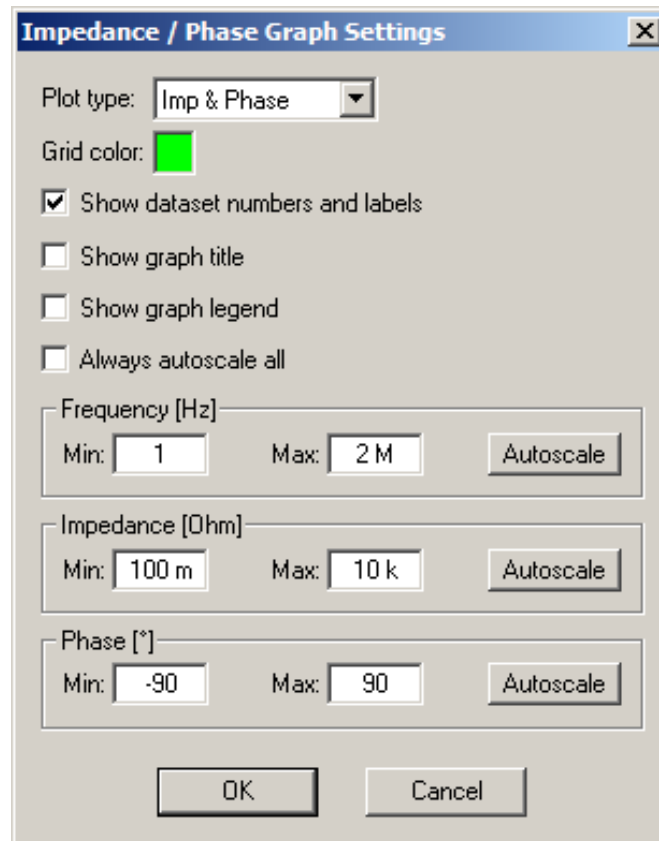 Impedance / Phase Graph Settings
Plot type: Imp & Phase
Grid color:
Show dataset numbers and labels
Show graph title
Show graph legend
Always autoscale all
Frequency [Hz]
Min: 1 Max: 2 M Autoscale
Impedance [Ohm]
Min: 100 m Max: 10 k Autoscale
Phase [°]
Min: -90 Max: 90 Autoscale
OK Cancel